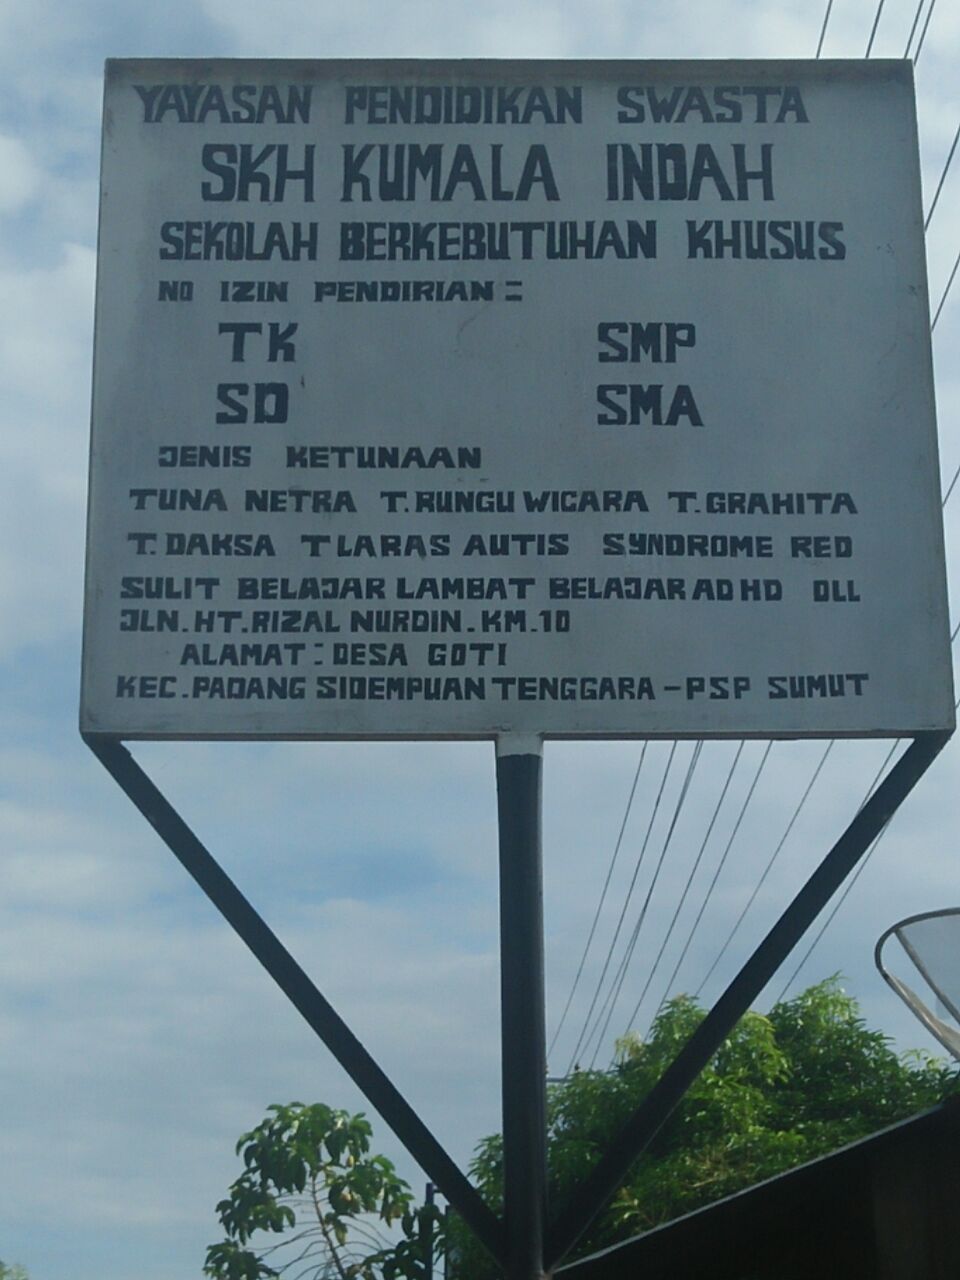 YAYASAN PENDIDIKAN SWASTA
SKH KUMALA INDAH
SEKOLAH BERKEBUTUHAN KHUSUS
NO IZIN PENDIRIAN =
TK SMP
SD SMA
JENIS KETUNAAN
TUNA NETRA T.RUNGU WICARA T.GRAHITA
T.DAKSA T LARAS AUTIS SYNDROME RED
SULIT BELAJAR LAMBAT BELAJAR AD HD DLL
JLN.HT.RIZAL NURDIN.KM.10
ALAMAT : DESA GOTI
KEC.PADANG SIDEMPUAN TENGGARA - PSP SUMUT